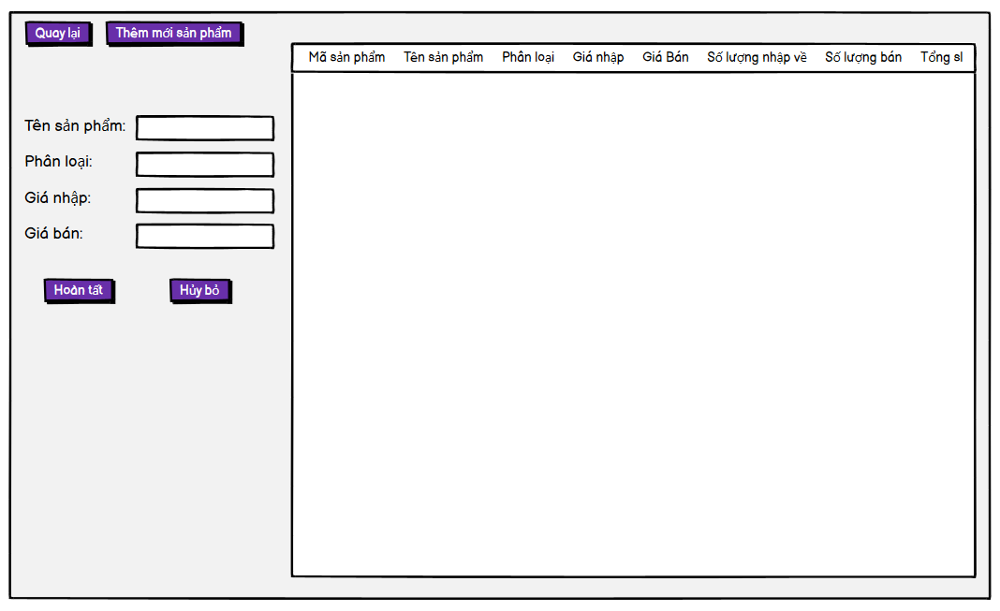 Quay lại
Thêm mới sản phẩm
Mã sản phẩm Tên sản phẩm Phân loại Giá nhập Giá Bán Số lượng nhập về Số lượng bán Tổng sl
Tên sản phẩm:
Phân loại:
Giá nhập:
Giá bán:
Hoàn tất
Hủy bỏ